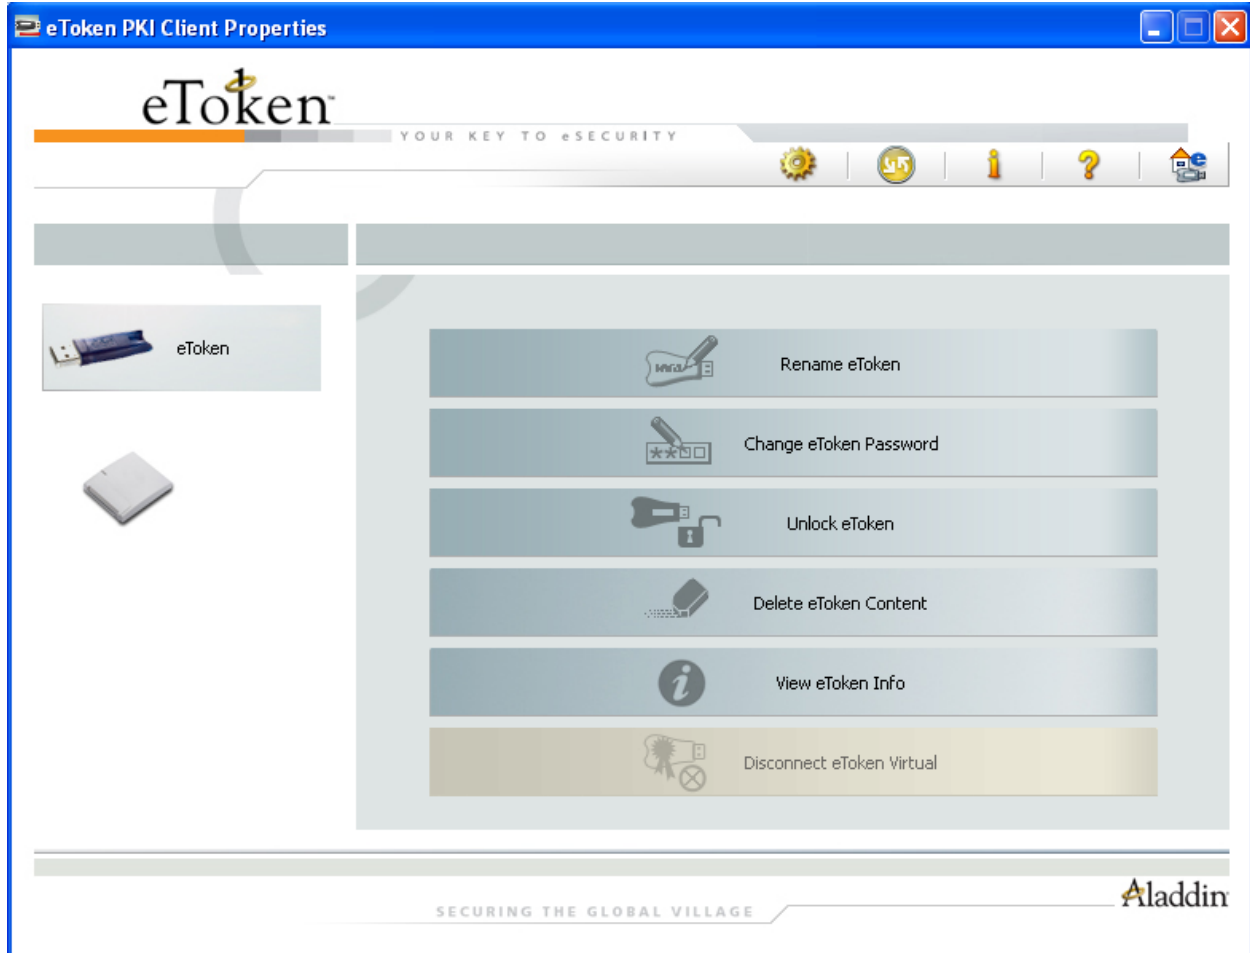 eToken PKI Client Properties
eToken™
YOUR KEY TO eSECURITY
eToken
Rename eToken
Change eToken Password
Unlock eToken
Delete eToken Content
View eToken Info
Disconnect eToken Virtual
Aladdin
SECURING THE GLOBAL VILLAGE